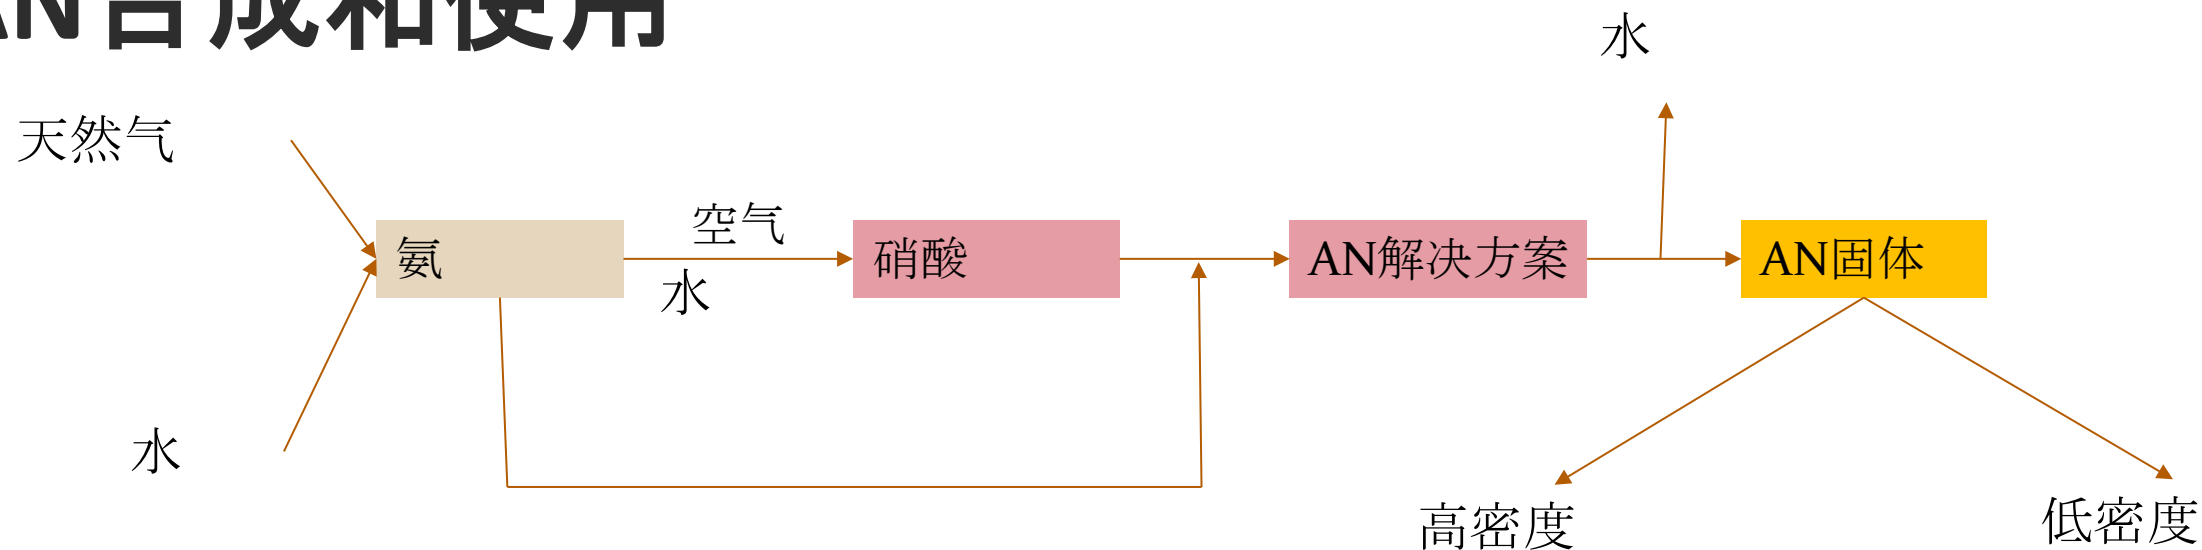 AN合成和使用
水
天然气
空气
氨
硝酸
AN解决方案
AN固体
水
水
高密度
低密度